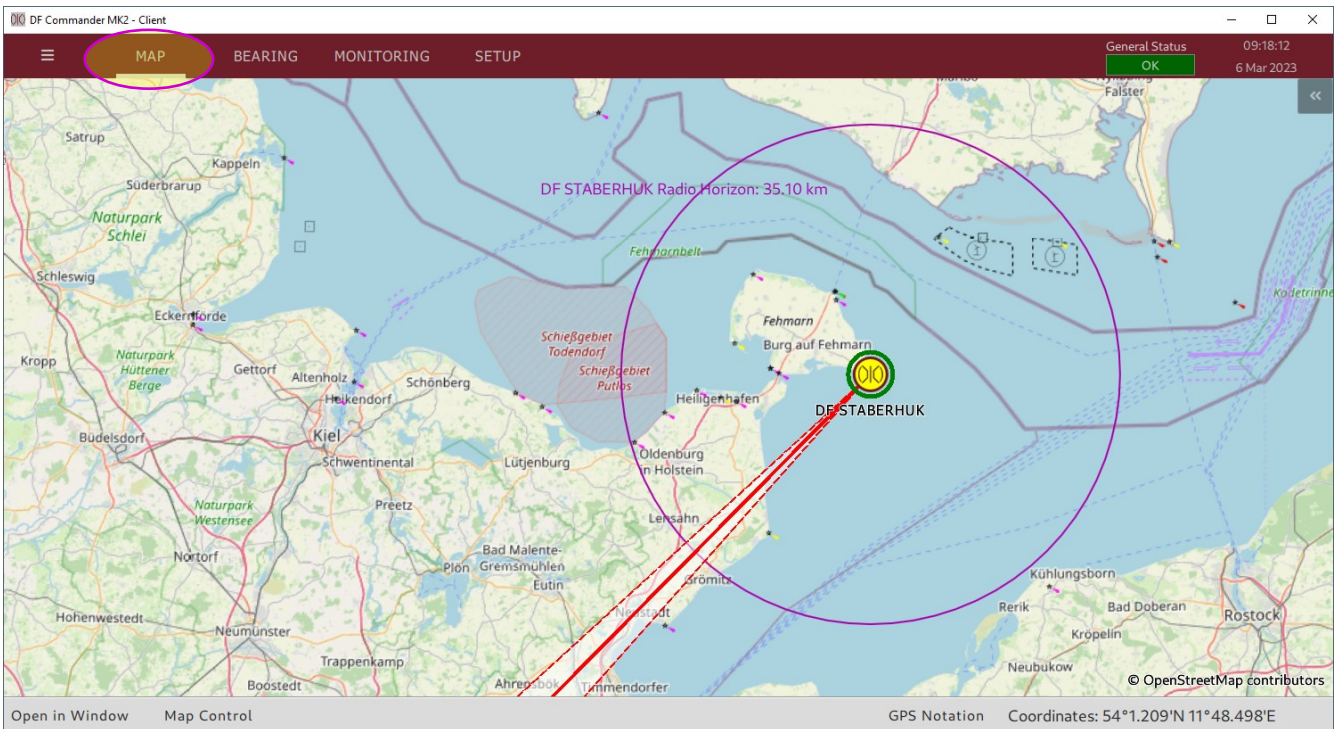 DF Commander MK2 - Client
MAP BEARING MONITORING SETUP
General Status
OK
09:18:12
6 Mar 2023
Falster
Satrup
Kappeln
Süderbrarup
DF STABERHUK Radio Horizon: 35.10 km
Naturpark
Schlei
Fehmarnbelt
Schleswig
Kadetrinne
Eckernförde
Fehmarn
Schießgebiet
Todendorf
Burg auf Fehmarn
Kropp
Naturpark
Hüttener
Berge
Gettorf
Altenholz
Schönberg
Schießgebiet
Putlos
Heikendorf
Heiligenhafen
DF STABERHUK
Büdelsdorf
Kiel
Schwentinental
Lütjenburg
Oldenburg
in Holstein
Naturpark
Westensee
Preetz
Lensahn
Nortorf
Bad Malente-
Gremsmühlen
Plön
Eutin
Grömitz
Kühlungsborn
Hohenwestedt
Neumünster
Neustadt
Rerik
Bad Doberan
Rostock
Kröpelin
Trappenkamp
Neubukow
Boostedt
Ahrensbök
Timmendorfer
© OpenStreetMap contributors
Open in Window Map Control GPS Notation Coordinates: 54°1.209'N 11°48.498'E